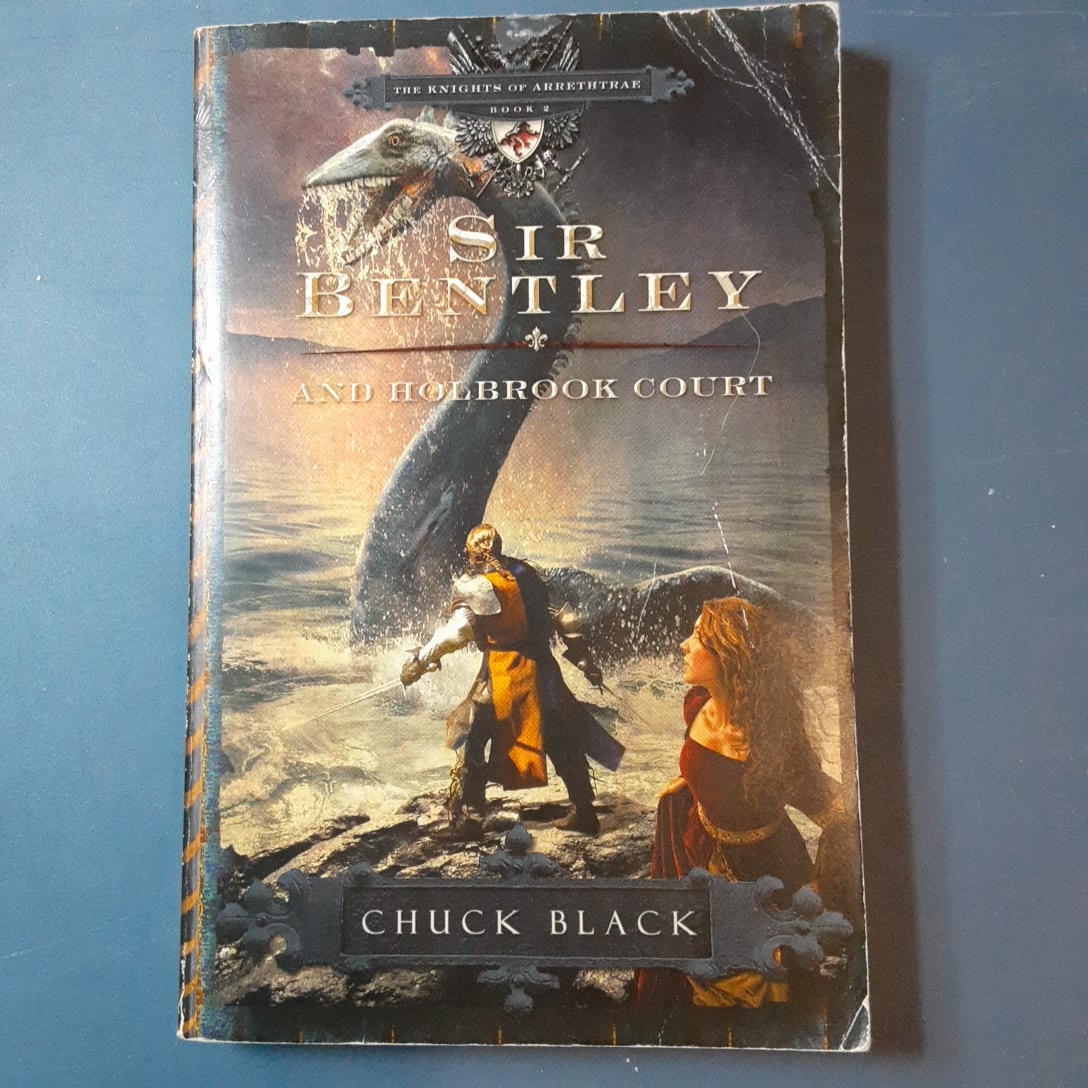 THE KNIGHTS OF ARRETHTRAE
BOOK 2
SIR
BENTLEY
AND HOLBROOK COURT
CHUCK BLACK